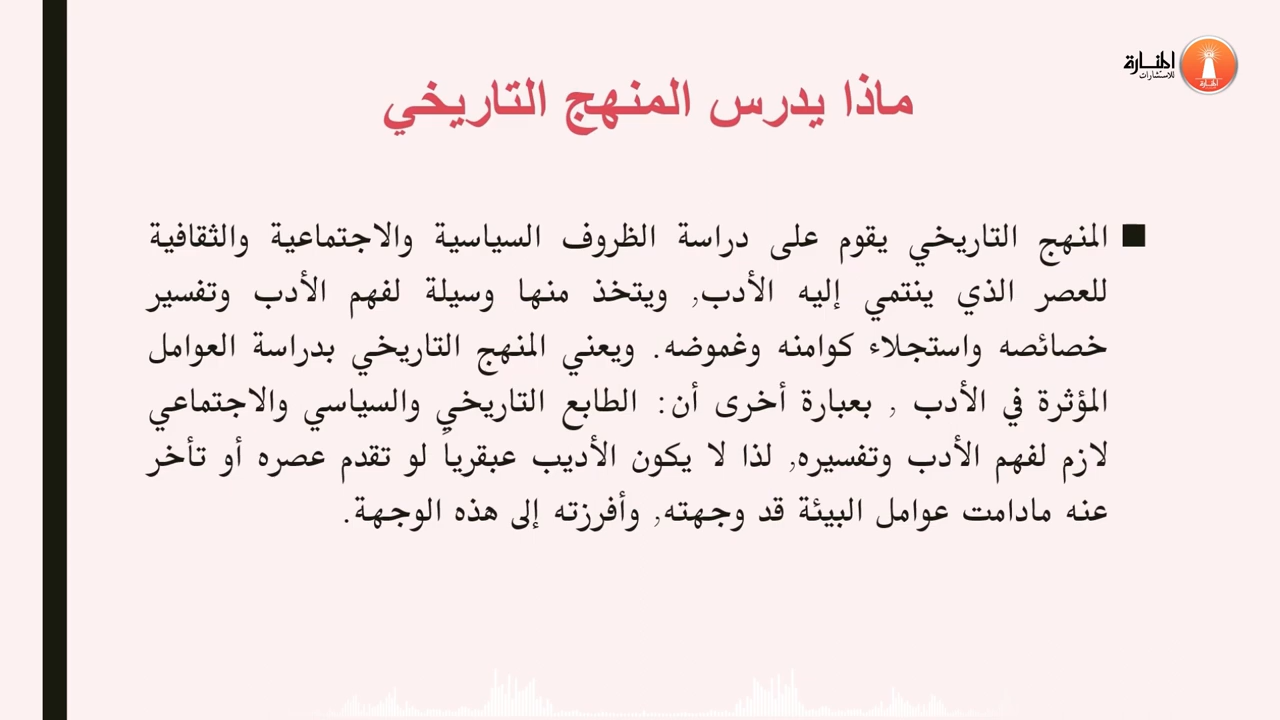 المنارة
للاستشارات
ماذا يدرس المنهج التاريخي
■ المنهج التاريخي يقوم على دراسة الظروف السياسية والاجتماعية والثقافية
للعصر الذي ينتمي إليه الأدب, ويتخذ منها وسيلة لفهم الأدب وتفسير
خصائصه واستجلاء كوامنه وغموضه. ويعني المنهج التاريخي بدراسة العوامل
المؤثرة في الأدب , بعبارة أخرى أن: الطابع التاريخي والسياسي والاجتماعي
لازم لفهم الأدب وتفسيره, لذا لا يكون الأديب عبقرياً لو تقدم عصره أو تأخر
عنه مادامت عوامل البيئة قد وجهته, وأفرزته إلى هذه الوجهة.